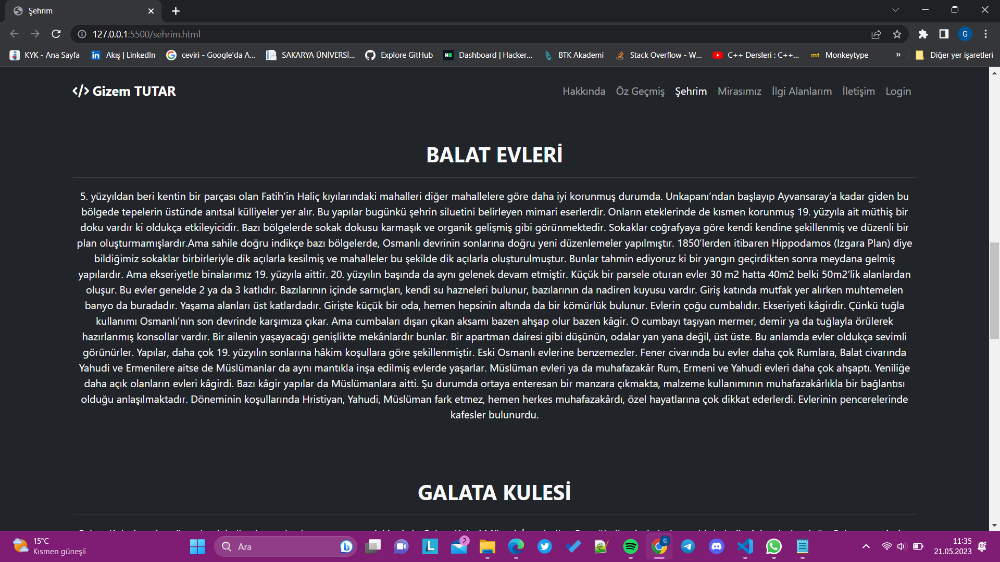 Şehrim
127.0.0.1:5500/sehrim.html
G
KYK - Ana Sayfa
Akış | LinkedIn
ceviri - Google'da A...
SAKARYA ÜNİVERSİ...
Explore GitHub
Dashboard | Hacker...
BTK Akademi
Stack Overflow - W...
C++ Dersleri : C++...
mt Monkeytype
»
Diğer yer işaretleri
</> Gizem TUTAR
Hakkında Öz Geçmiş Şehrim Mirasımız İlgi Alanlarım İletişim Login
BALAT EVLERİ
5. yüzyıldan beri kentin bir parçası olan Fatih’in Haliç kıyılarındaki mahalleri diğer mahallelere göre daha iyi korunmuş durumda. Unkapanı’ndan başlayıp Ayvansaray’a kadar giden bu
bölgede tepelerin üstünde anıtsal külliyeler yer alır. Bu yapılar bugünkü şehrin siluetini belirleyen mimari eserlerdir. Onların eteklerinde de kısmen korunmuş 19. yüzyıla ait müthiş bir
doku vardır ki oldukça etkileyicidir. Bazı bölgelerde sokak dokusu karmaşık ve organik gelişmiş gibi görünmektedir. Sokaklar coğrafyaya göre kendi kendine şekillenmiş ve düzenli bir
plan oluşturmamışlardır.Ama sahile doğru indikçe bazı bölgelerde, Osmanlı devrinin sonlarına doğru yeni düzenlemeler yapılmıştır. 1850’lerden itibaren Hippodamos (Izgara Plan) diye
bildiğimiz sokaklar birbirleriyle dik açılarla kesilmiş ve mahalleler bu şekilde dik açılarla oluşturulmuştur. Bunlar tahmin ediyoruz ki bir yangın geçirdikten sonra meydana gelmiş
yapılardır. Ama ekseriyetle binalarımız 19. yüzyıla aittir. 20. yüzyılın başında da aynı gelenek devam etmiştir. Küçük bir parsele oturan evler 30 m2 hatta 40m2 belki 50m2’lik alanlardan
oluşur. Bu evler genelde 2 ya da 3 katlıdır. Bazılarının içinde sarnıçları, kendi su hazneleri bulunur, bazılarının da nadiren kuyusu vardır. Giriş katında mutfak yer alırken muhtemelen
banyo da buradadır. Yaşama alanları üst katlardadır. Girişte küçük bir oda, hemen hepsinin altında da bir kömürlük bulunur. Evlerin çoğu cumbalıdır. Ekseriyeti kâgirdir. Çünkü tuğla
kullanımı Osmanlı’nın son devrinde karşımıza çıkar. Ama cumbaları dışarı çıkan aksamı bazen ahşap olur bazen kâgir. O cumbayı taşıyan mermer, demir ya da tuğlayla örülerek
hazırlanmış konsollar vardır. Bir ailenin yaşayacağı genişlikte mekânlardır bunlar. Bir apartman dairesi gibi düşünün, odalar yan yana değil, üst üste. Bu anlamda evler oldukça sevimli
görünürler. Yapılar, daha çok 19. yüzyılın sonlarına hâkim koşullara göre şekillenmiştir. Eski Osmanlı evlerine benzemezler. Fener civarında bu evler daha çok Rumlara, Balat civarında
Yahudi ve Ermenilere aitse de Müslümanlar da aynı mantıkla inşa edilmiş evlerde yaşarlar. Müslüman evleri ya da muhafazakâr Rum, Ermeni ve Yahudi evleri daha çok ahşaptı. Yeniliğe
daha açık olanların evleri kâgirdi. Bazı kâgir yapılar da Müslümanlara aitti. Şu durumda ortaya enteresan bir manzara çıkmakta, malzeme kullanımının muhafazakârlıkla bir bağlantısı
olduğu anlaşılmaktadır. Döneminin koşullarında Hristiyan, Yahudi, Müslüman fark etmez, hemen herkes muhafazakârdı, özel hayatlarına çok dikkat ederlerdi. Evlerinin pencerelerinde
kafesler bulunurdu.
GALATA KULESİ
15°C
Kısmen güneşli
Ara
2
G
11:35
21.05.2023